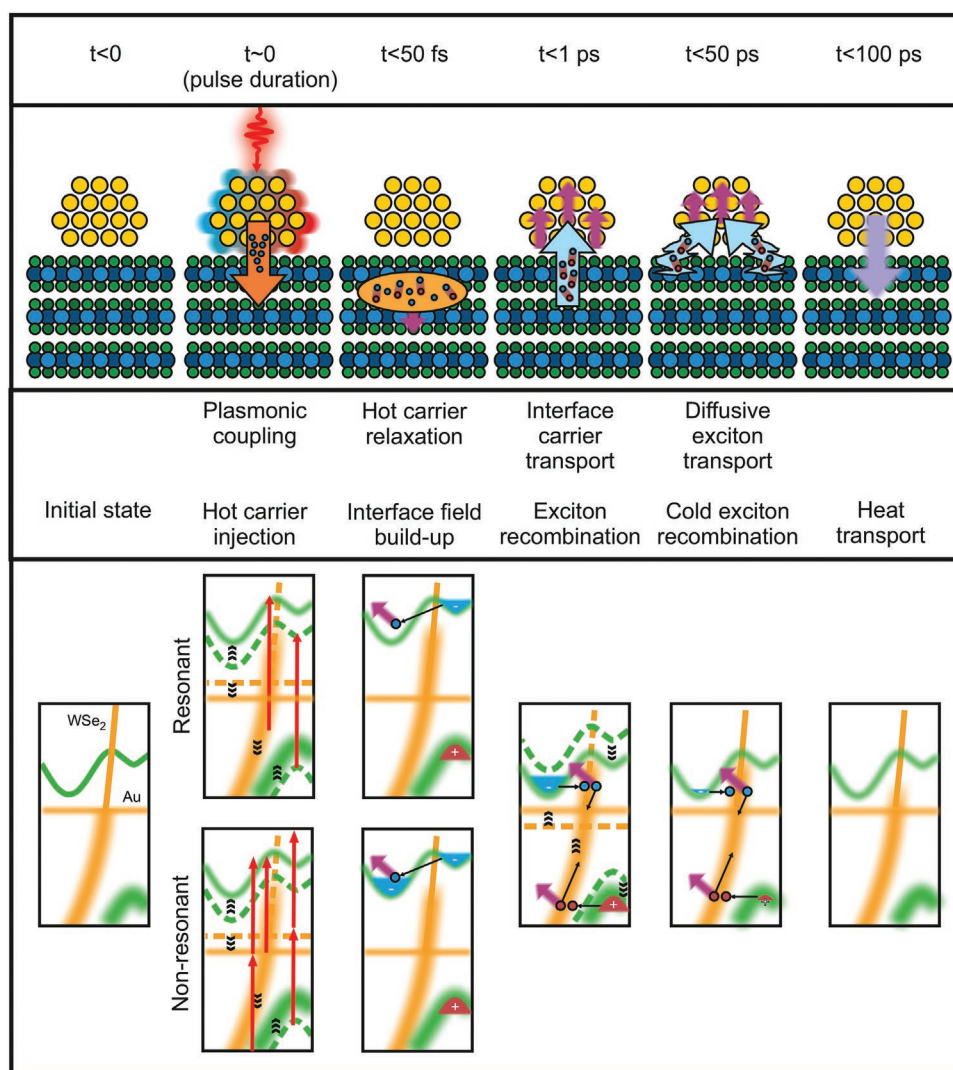 t<0
t~0
(pulse duration)
t<50 fs
t<1 ps
t<50 ps
t<100 ps
Plasmonic
coupling
Hot carrier
relaxation
Interface
carrier
transport
Diffusive
exciton
transport
Initial state
Hot carrier
injection
Interface field
build-up
Exciton
recombination
Cold exciton
recombination
Heat
transport
Resonant
WSe₂
Au
Non-resonant
-
+
-
-
+
-
+
-
+